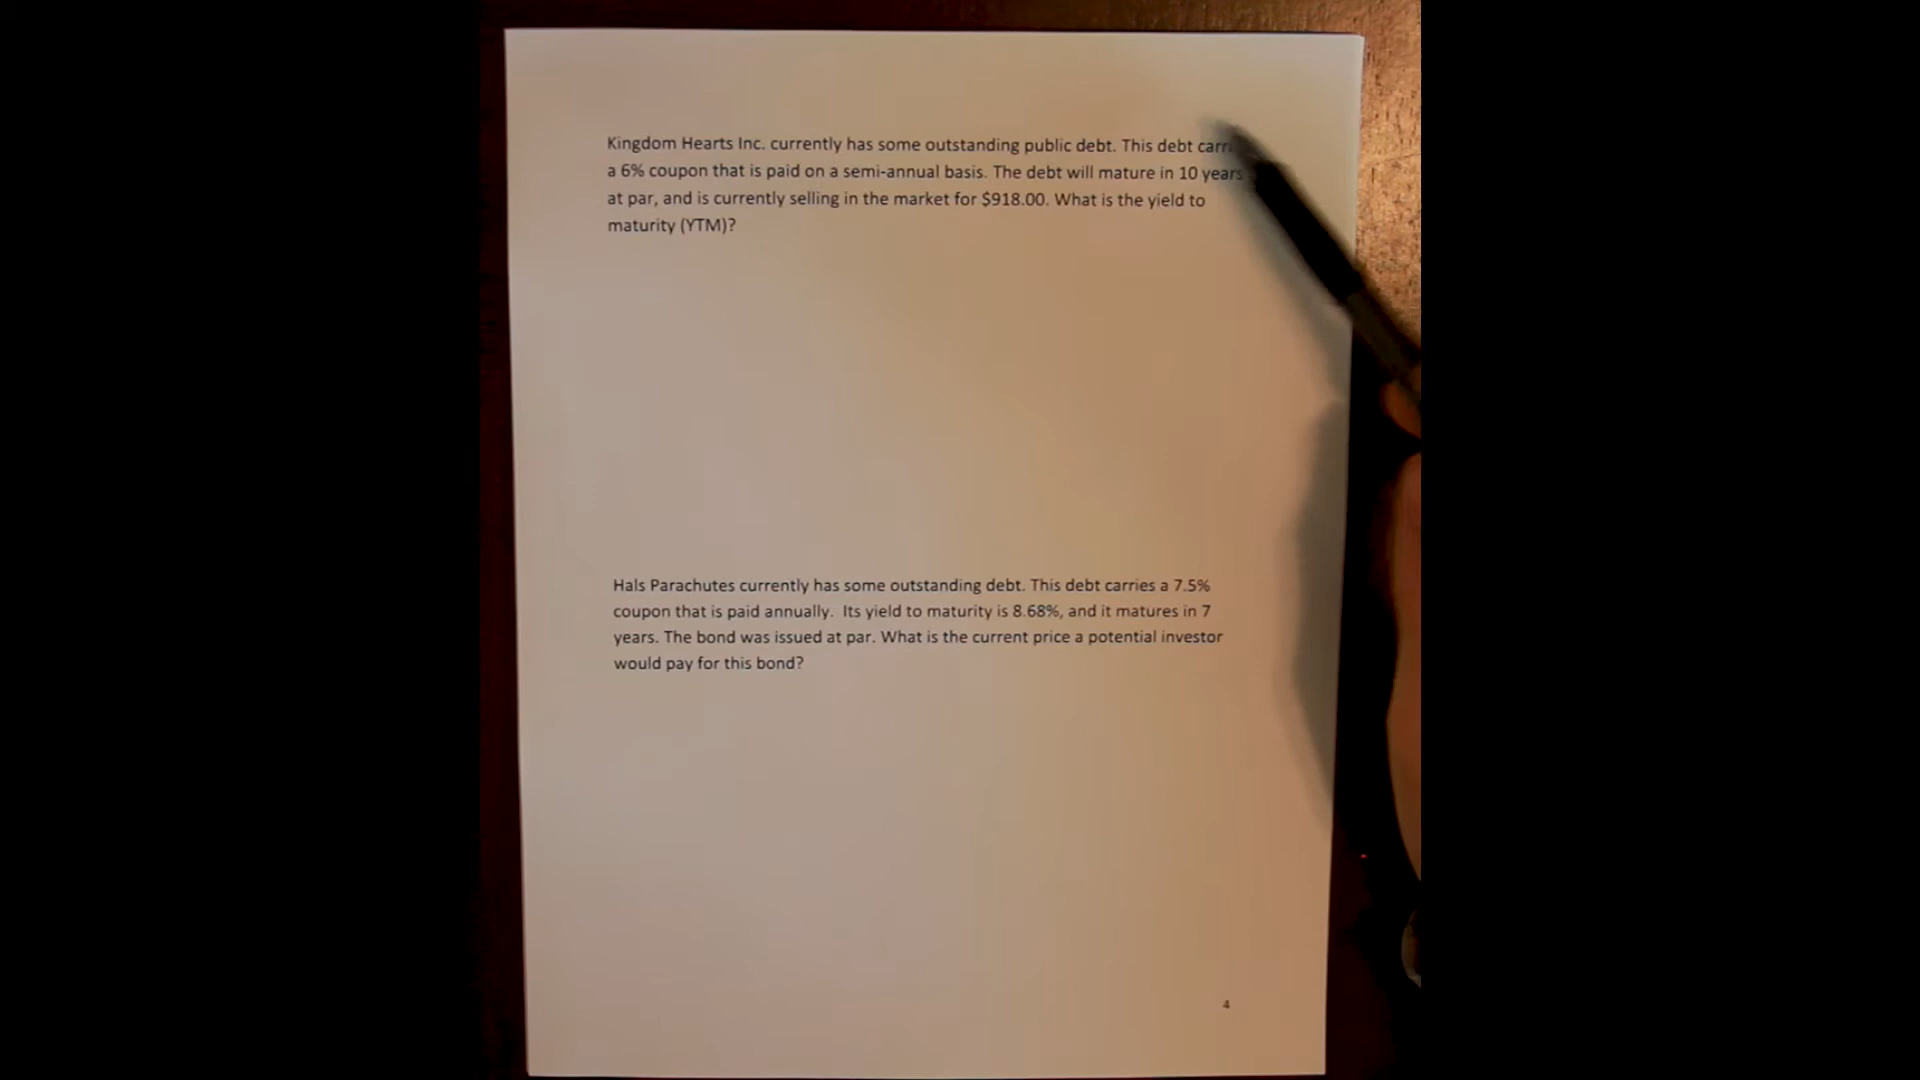 Kingdom Hearts Inc. currently has some outstanding public debt. This debt
a 6% coupon that is paid on a semi-annual basis. The debt will mature in 10 years
at par, and is currently selling in the market for $918.00. What is the yield to
maturity (YTM)?
Hals Parachutes currently has some outstanding debt. This debt carries a 7.5%
coupon that is paid annually. Its yield to maturity is 8.68%, and it matures in 7
years. The bond was issued at par. What is the current price a potential investor
would pay for this bond?
4